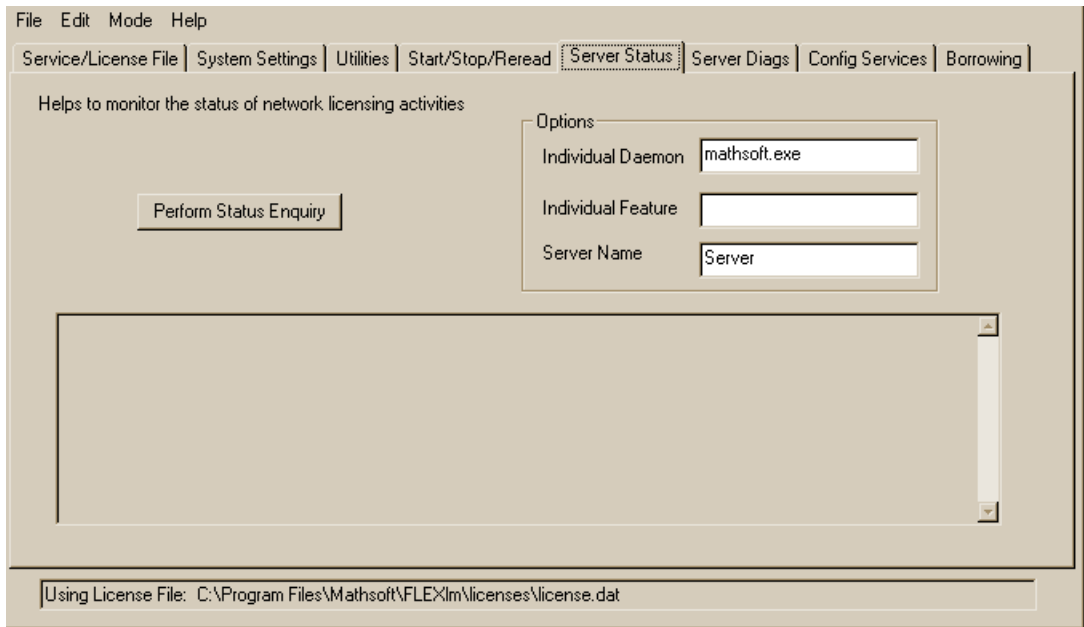 File Edit Mode Help
Service/License File System Settings Utilities Start/Stop/Reread Server Status Server Diags Config Services Borrowing
Helps to monitor the status of network licensing activities
Options
Individual Daemon mathsoft.exe
Perform Status Enquiry
Individual Feature
Server Name Server
Using License File: C:\Program Files\Mathsoft\FLEXlm\licenses\license.dat